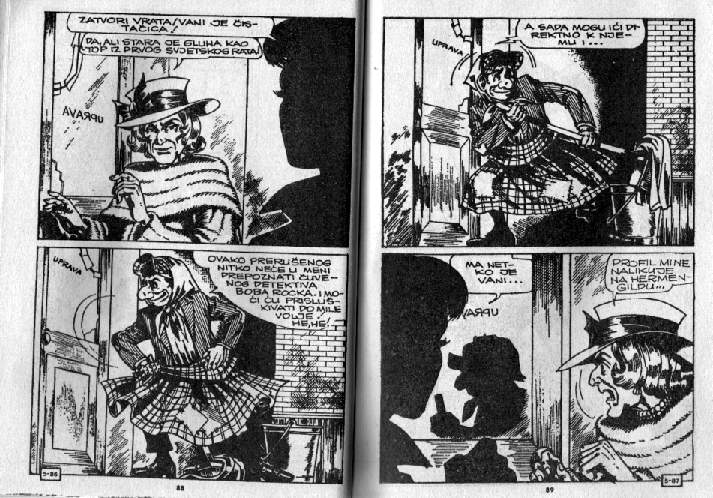 ZATVORI VRATA! VANI JE ČIS-
TAČICA!
DA, ALI STARA JE GLUHA KAO
TOP IZ PRVOG SVJETSKOG RATA!
UPRAVA
UPRAVA
OVAKO PRERUŠENOG
NITKO NEĆE U MENI
PREPOZNATI ČUVE-
NOG DETEKTIVA
BOBA ROCKA. I MO-
ĆI ĆU PRISLUŠ-
KIVATI DO MILE
VOLJE!
HE, HE!
5-86
88
UPRAVA
A SADA MOGU IĆI DI-
REKTNO K NJE-
MU I...
MA NET-
KO JE
VANI...
UPRAVA
PROFIL MI NE
NALIKUJE
NA HERMEN-
GILDU...
5-87
89